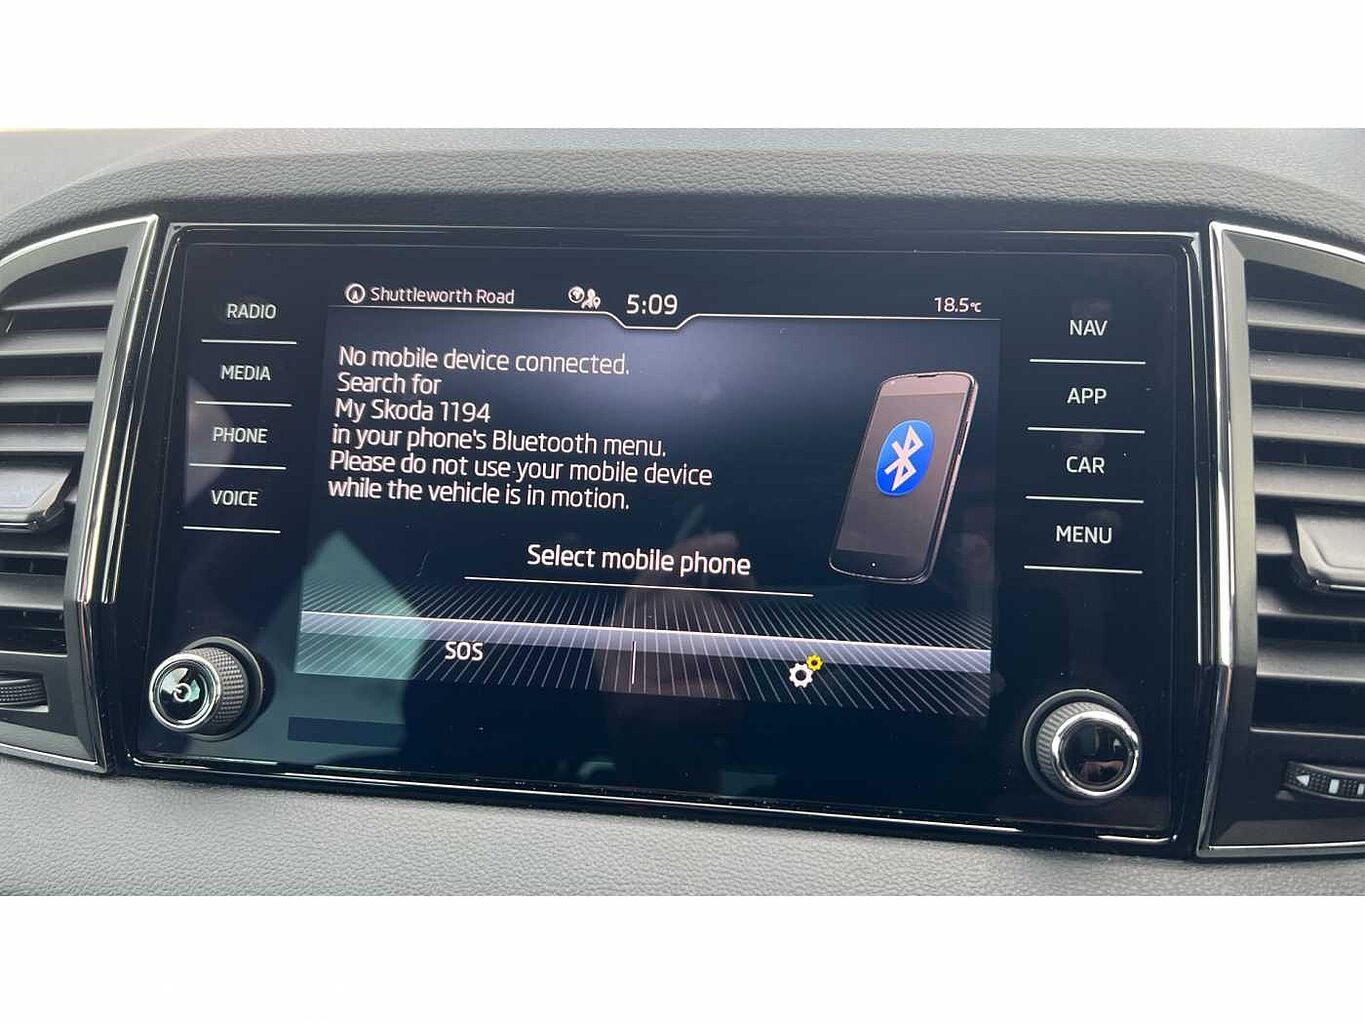 Shuttleworth Road 5:09 18.5°C
RADIO
MEDIA
PHONE
VOICE
No mobile device connected.
Search for
My Skoda 1194
in your phone's Bluetooth menu.
Please do not use your mobile device
while the vehicle is in motion.
Select mobile phone
SOS
NAV
APP
CAR
MENU